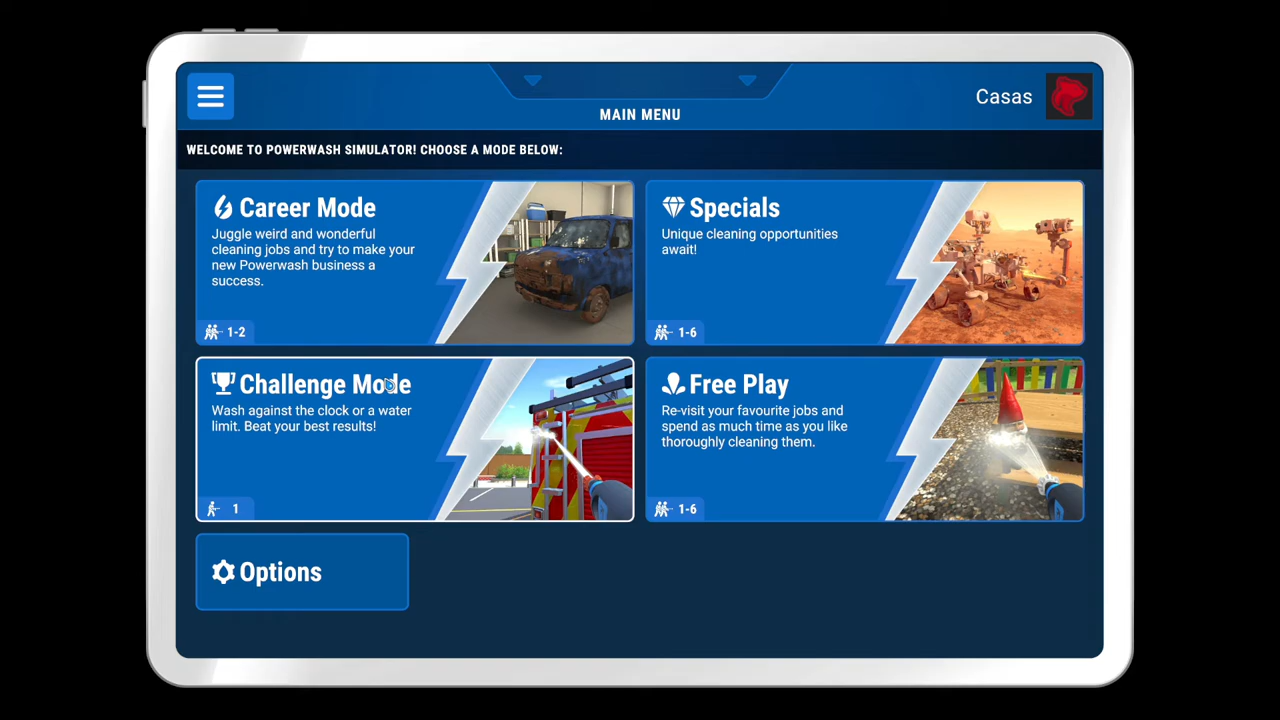 Casas
MAIN MENU
WELCOME TO POWERWASH SIMULATOR! CHOOSE A MODE BELOW:
Career Mode
Juggle weird and wonderful
cleaning jobs and try to make your
new Powerwash business a
success.
1-2
Specials
Unique cleaning opportunities
await!
1-6
Challenge Mode
Wash against the clock or a water
limit. Beat your best results!
1
Free Play
Re-visit your favourite jobs and
spend as much time as you like
thoroughly cleaning them.
1-6
Options